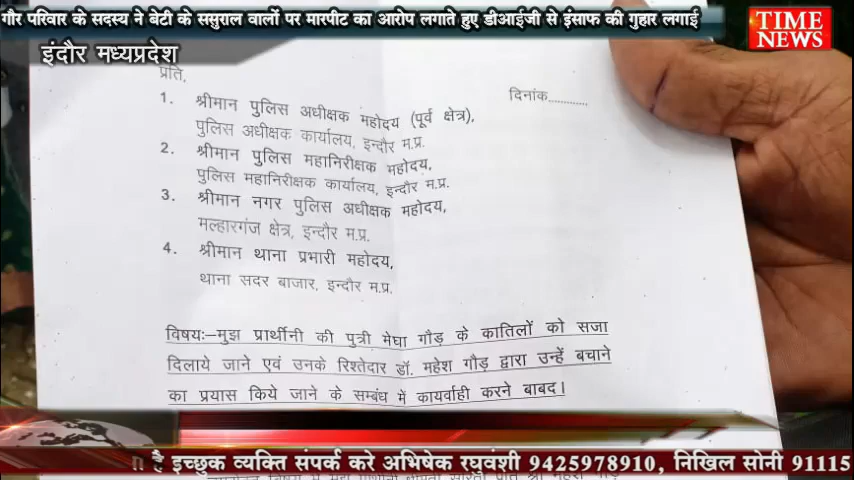 गौर परिवार के सदस्य ने बेटी के ससुराल वालों पर मारपीट का आरोप लगाते हुए डीआईजी से इंसाफ की गुहार लगाई
TIME
NEWS
इंदौर मध्यप्रदेश
प्रति,
दिनांक............
1. श्रीमान पुलिस अधीक्षक महोदय (पूर्व क्षेत्र),
पुलिस अधीक्षक कार्यालय, इन्दौर म.प्र.
2. श्रीमान पुलिस महानिरीक्षक महोदय,
पुलिस महानिरीक्षक कार्यालय, इन्दौर म.प्र.
3. श्रीमान नगर पुलिस अधीक्षक महोदय,
मल्हारगंज क्षेत्र, इन्दौर म.प्र.
4. श्रीमान थाना प्रभारी महोदय,
थाना सदर बाजार, इन्दौर म.प्र.
विषयः–मुझ प्रार्थीनी की पुत्री मेघा गौड़ के कातिलों को सजा
दिलाये जाने एवं उनके रिश्तेदार डॉ. महेश गौड़ द्वारा उन्हें बचाने
का प्रयास किये जाने के सम्बंध में कायर्वाही करने बाबद।
है इच्छुक व्यक्ति संपर्क करे अभिषेक रघुवंशी 9425978910, निखिल सोनी 91115